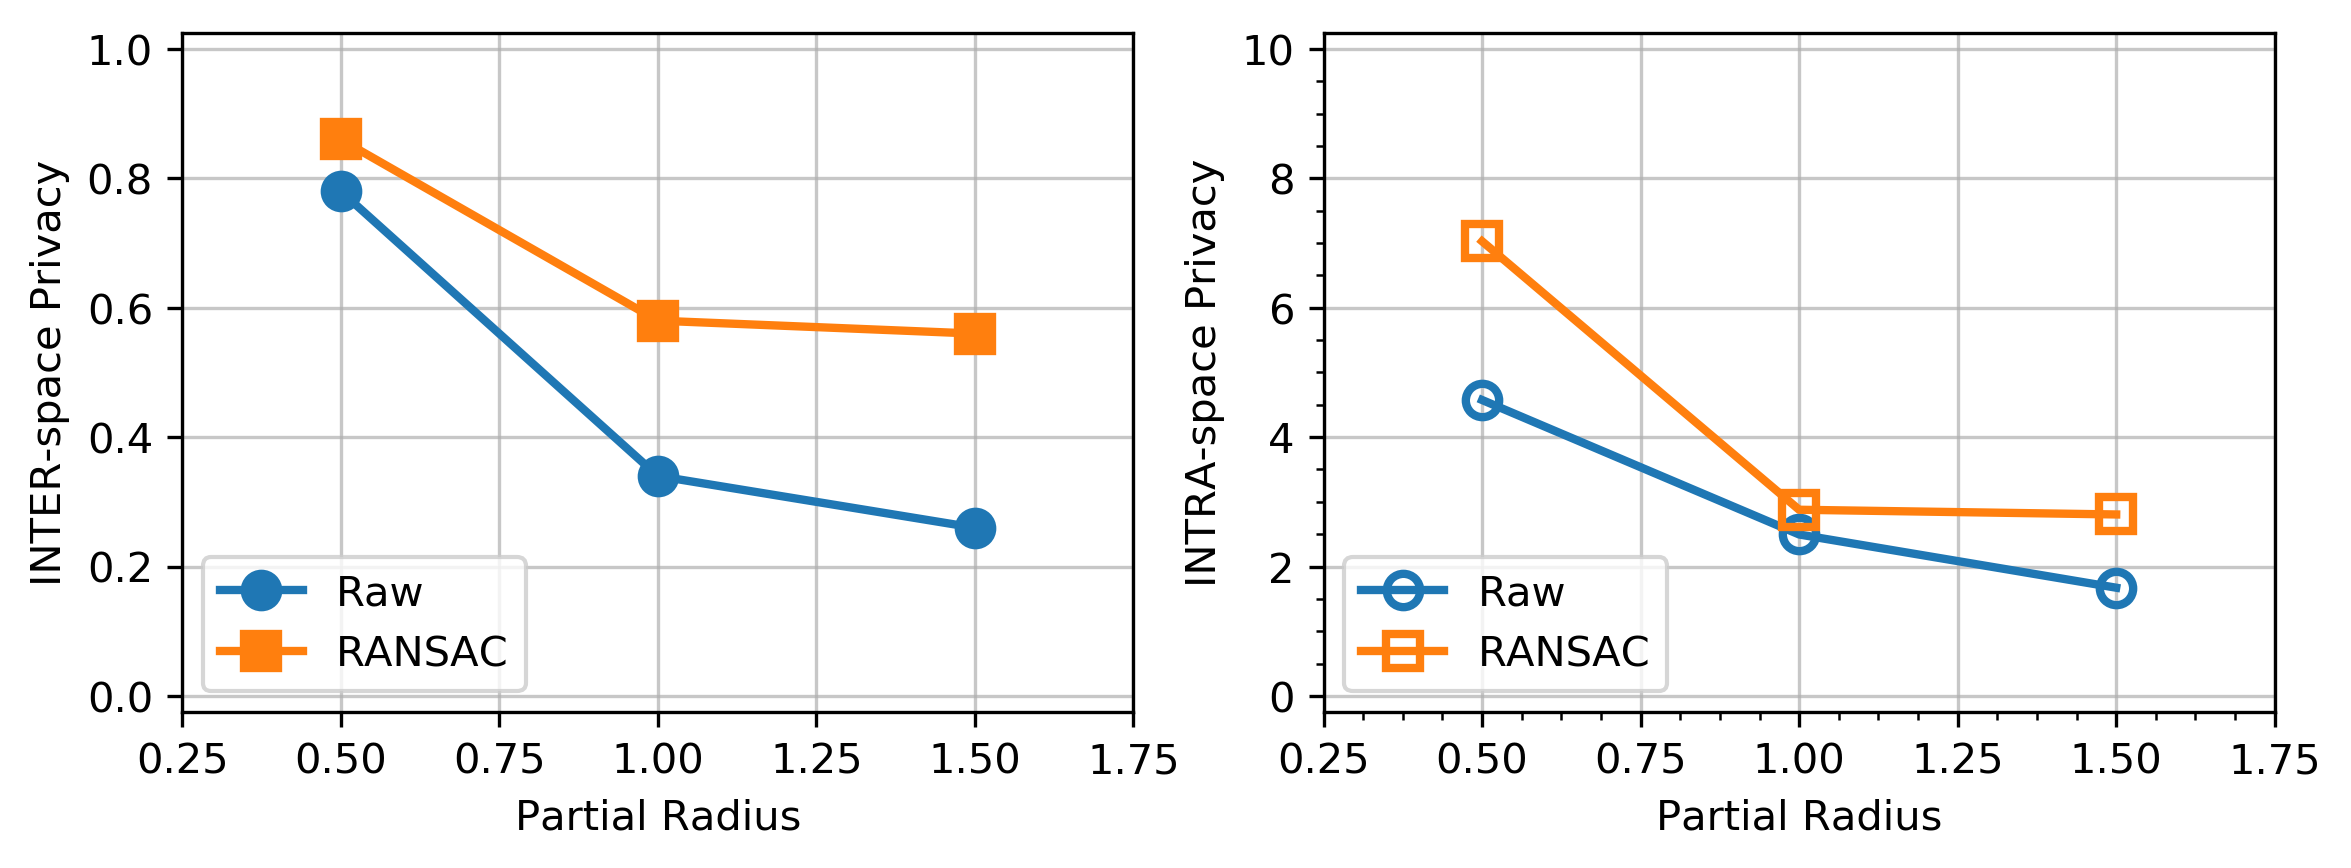 INTER-space Privacy
1.0
0.8
0.6
0.4
0.2
0.0
Raw
RANSAC
0.25 0.50 0.75 1.00 1.25 1.50 1.75
Partial Radius
INTRA-space Privacy
10
8
6
4
2
0
Raw
RANSAC
0.25 0.50 0.75 1.00 1.25 1.50 1.75
Partial Radius